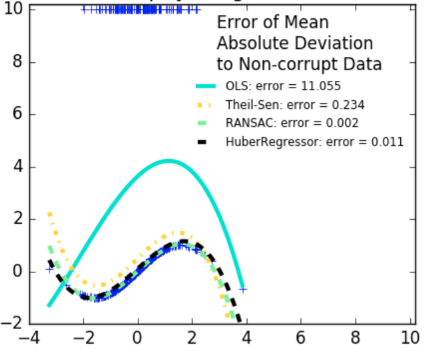 10
8
6
4
2
0
−2
Error of Mean
Absolute Deviation
to Non-corrupt Data
OLS: error = 11.055
Theil-Sen: error = 0.234
RANSAC: error = 0.002
HuberRegressor: error = 0.011
−4 −2 0 2 4 6 8 10